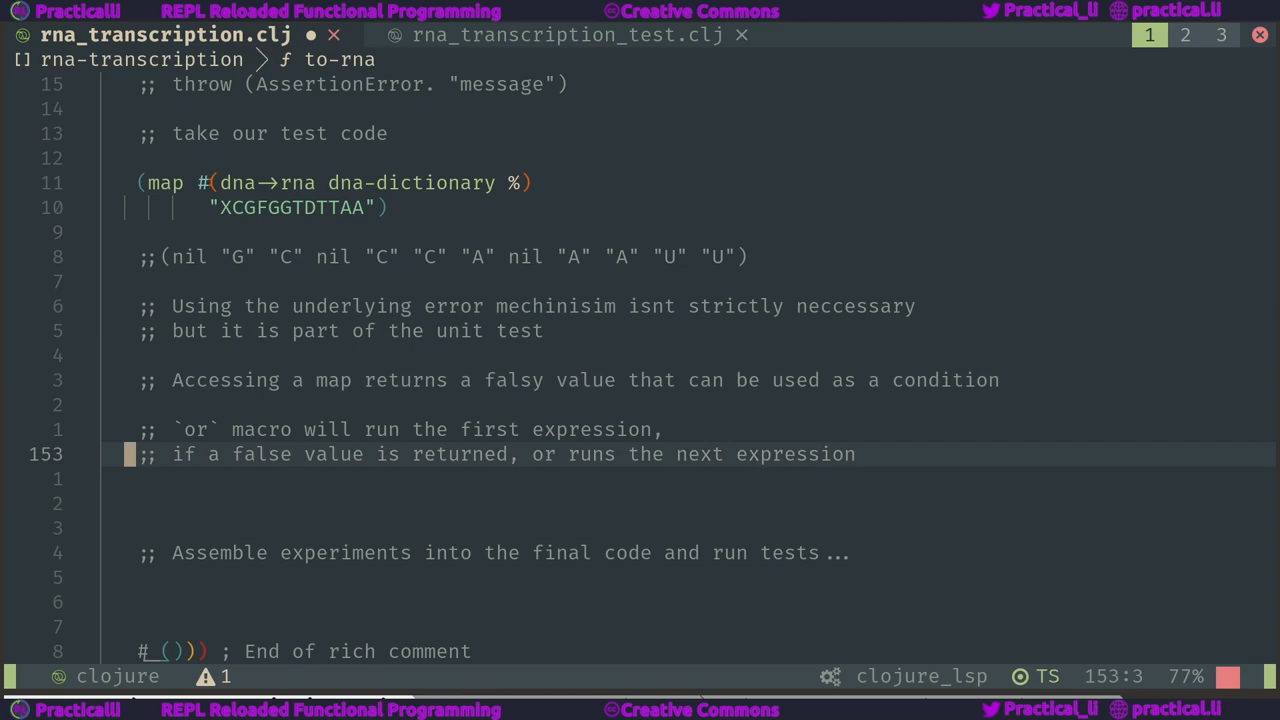 Practicalli REPL Reloaded Functional Programming Creative Commons Practical_li practical.li
rna_transcription.clj ● × rna_transcription_test.clj × 1 2 3
[] rna-transcription > ƒ to-rna
15 ;; throw (AssertionError. "message")
14
13 ;; take our test code
12
11 (map #(dna->rna dna-dictionary %)
10 "XCGFGGTDTTAA")
9
8 ;;(nil "G" "C" nil "C" "C" "A" nil "A" "A" "U" "U")
7
6 ;; Using the underlying error mechinisim isnt strictly neccessary
5 ;; but it is part of the unit test
4
3 ;; Accessing a map returns a falsy value that can be used as a condition
2
1 ;; `or` macro will run the first expression,
153 ;; if a false value is returned, or runs the next expression
1
2
3
4 ;; Assemble experiments into the final code and run tests...
5
6
7
8 #_())) ; End of rich comment
clojure 1 clojure_lsp TS 153:3 77%
Practicalli REPL Reloaded Functional Programming Creative Commons Practical_li practical.li